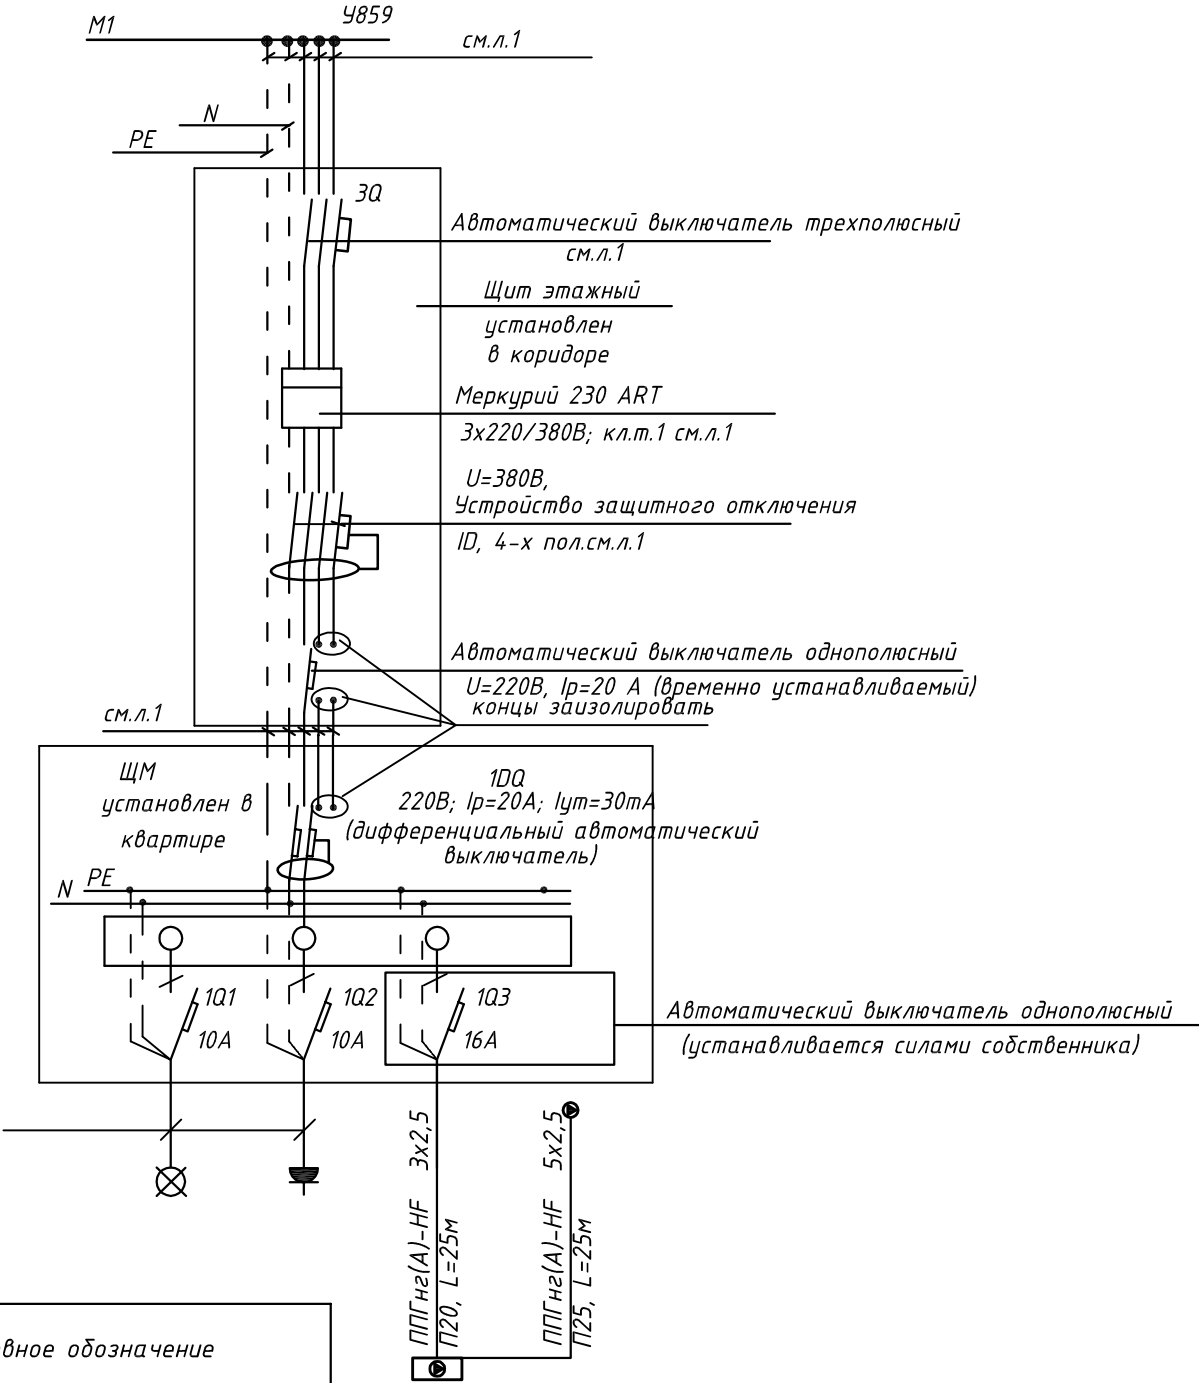 М1
У859
см.л.1
N
PE
3Q
Автоматический выключатель трехполюсный
см.л.1
Щит этажный
установлен
в коридоре
Меркурий 230 ART
3х220/380В; кл.т.1 см.л.1
U=380В,
Устройство защитного отключения
ID, 4-х пол.см.л.1
Автоматический выключатель однополюсный
U=220В, Iр=20 А (временно устанавливаемый)
концы заизолировать
см.л.1
ЩМ
установлен в
квартире
1DQ
220В; Iр=20А; Iут=30mА
(дифференциальный автоматический
выключатель)
PE
N
1Q1
10А
1Q2
10А
1Q3
16А
Автоматический выключатель однополюсный
(устанавливается силами собственника)
ППГнг(А)-HF 3х2,5
П20, L=25м
ППГнг(А)-HF 5х2,5
П25, L=25м
вное обозначение